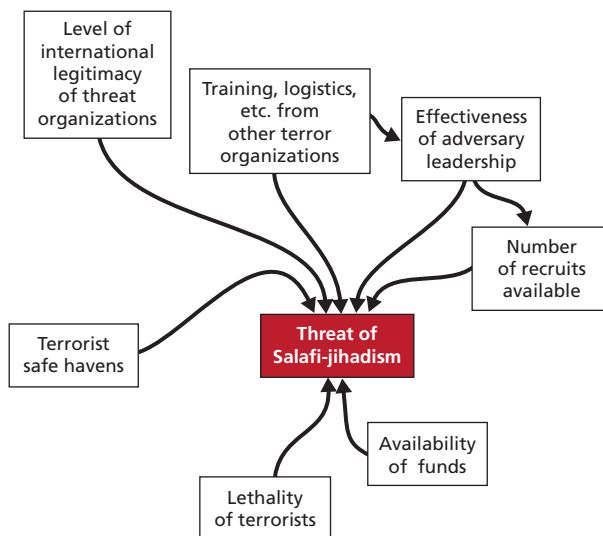 Level of
international
legitimacy
of threat
organizations
Training, logistics,
etc. from
other terror
organizations
Effectiveness
of adversary
leadership
Number
of recruits
available
Terrorist
safe havens
Threat of
Salafi-jihadism
Availability
of funds
Lethality
of terrorists